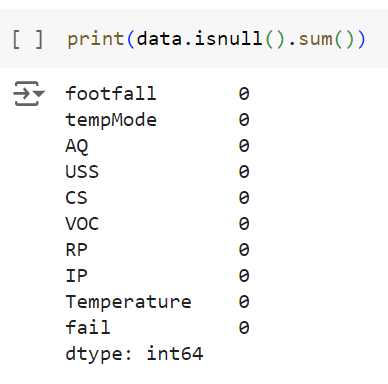 [ ] print(data.isnull().sum())
footfall 0
tempMode 0
AQ 0
USS 0
CS 0
VOC 0
RP 0
IP 0
Temperature 0
fail 0
dtype: int64